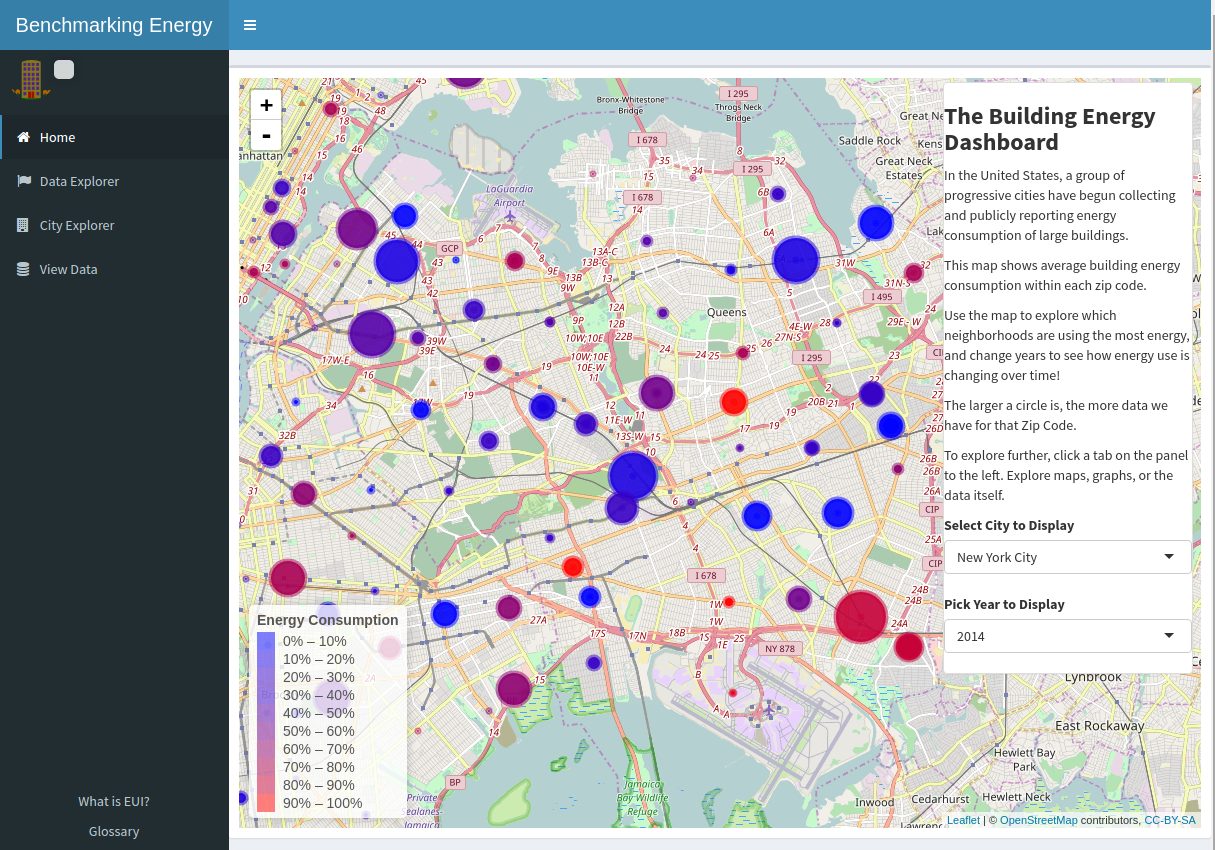 Benchmarking Energy
Home
Data Explorer
City Explorer
View Data
What is EUI?
Glossary
+
-
Bronx-Whitestone
Bridge
I 295
Throgs Neck
Bridge
I 678
I 295
I 678
Saddle Rock
Great Neck
Estates
LaGuardia
Airport
GCP
I 495
Queens
I 295
CIP
CIP
I 678
NY 878
BP
Lynbrook
East Rockaway
Hewlett Bay
Park
Hewlett Neck
Inwood
Cedarhurst
Jamaica
Bay Wildlife
Refuge
The Building Energy
Dashboard
In the United States, a group of
progressive cities have begun collecting
and publicly reporting energy
consumption of large buildings.
This map shows average building energy
consumption within each zip code.
Use the map to explore which
neighborhoods are using the most energy,
and change years to see how energy use is
changing over time!
The larger a circle is, the more data we
have for that Zip Code.
To explore further, click a tab on the panel
to the left. Explore maps, graphs, or the
data itself.
Select City to Display
New York City
Pick Year to Display
2014
Energy Consumption
0% – 10%
10% – 20%
20% – 30%
30% – 40%
40% – 50%
50% – 60%
60% – 70%
70% – 80%
80% – 90%
90% – 100%
Leaflet | © OpenStreetMap contributors, CC-BY-SA